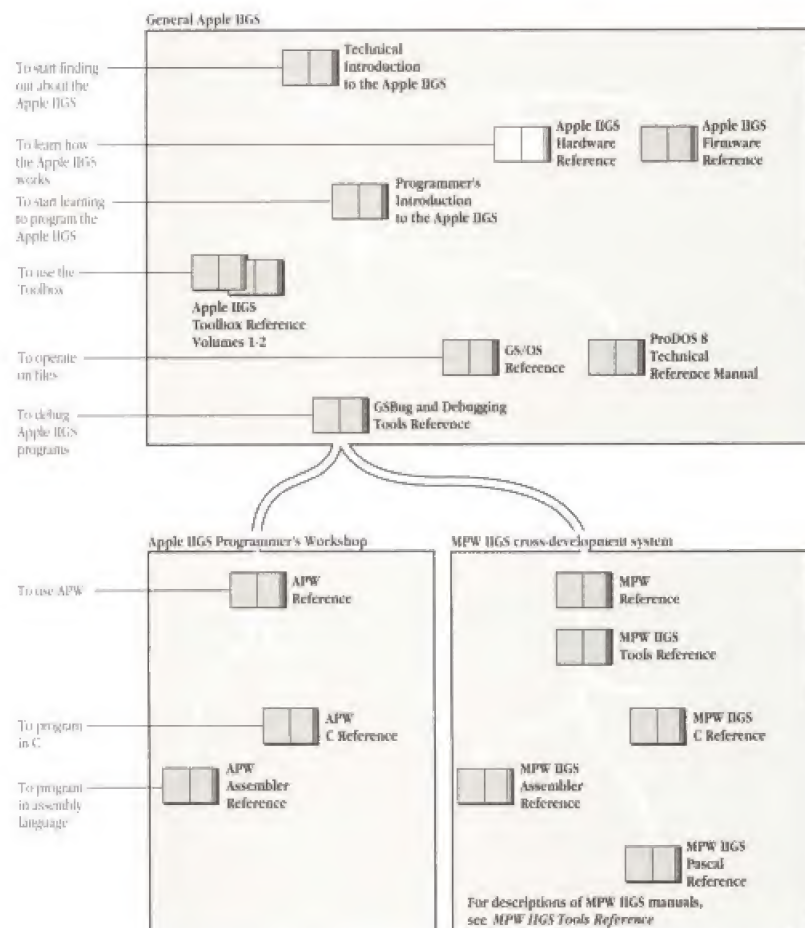 General Apple IIGS
To start finding
out about the
Apple IIGS
Technical
Introduction
to the Apple IIGS
To learn how
the Apple IIGS
works
Apple IIGS
Hardware
Reference
Apple IIGS
Firmware
Reference
To start learning
to program the
Apple IIGS
Programmer's
Introduction
to the Apple IIGS
To use the
Toolbox
Apple IIGS
Toolbox Reference
Volumes 1-2
To operate
on files
GS/OS
Reference
ProDOS 8
Technical
Reference Manual
To debug
Apple IIGS
programs
GSBug and Debugging
Tools Reference
Apple IIGS Programmer's Workshop
MPW IIGS cross-development system
To use APW
APW
Reference
MPW
Reference
MPW IIGS
Tools Reference
To program
in C
APW
C Reference
MPW IIGS
C Reference
To program
in assembly
language
APW
Assembler
Reference
MPW IIGS
Assembler
Reference
MPW IIGS
Pascal
Reference
For descriptions of MPW IIGS manuals,
see MPW IIGS Tools Reference